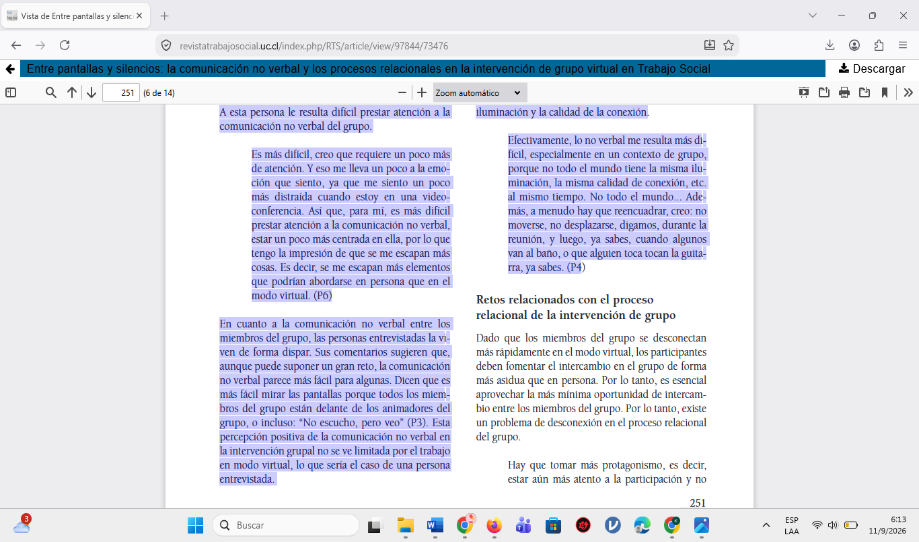 Vista de Entre pantallas y silenc
revistatrabajosocial.uc.cl/index.php/RTS/article/view/97844/73476
Entre pantallas y silencios: la comunicación no verbal y los procesos relacionales en la intervención de grupo virtual en Trabajo Social
Descargar
251
(6 de 14)
Zoom automático
A esta persona le resulta difícil prestar atención a la
comunicación no verbal del grupo.
Es más difícil, creo que requiere un poco más
de atención. Y eso me lleva un poco a la emo-
ción que siento, ya que me siento un poco
más distraida cuando estoy en una video-
conferencia. Así que, para mí, es más difícil
prestar atención a la comunicación no verbal,
estar un poco más centrada en ella, por lo que
tengo la impresión de que se me escapan más
cosas. Es decir, se me escapan más elementos
que podrían abordarse en persona que en el
modo virtual. (P6)
En cuanto a la comunicación no verbal entre los
miembros del grupo, las personas entrevistadas la vi-
ven de forma dispar. Sus comentarios sugieren que,
aunque puede suponer un gran reto, la comunicación
no verbal parece más fácil para algunas. Dicen que es
más fácil mirar las pantallas porque todos los miem-
bros del grupo están delante de los animadores del
grupo, o incluso: “No escucho, pero veo” (P3). Esta
percepción positiva de la comunicación no verbal en
la intervención grupal no se ve limitada por el trabajo
en modo virtual, lo que sería el caso de una persona
entrevistada.
iluminación y la calidad de la conexión.
Efectivamente, lo no verbal me resulta más di-
fícil, especialmente en un contexto de grupo,
porque no todo el mundo tiene la misma ilu-
minación, la misma calidad de conexión, etc.
al mismo tiempo. No todo el mundo... Ade-
más, a menudo hay que reencuadrar, creo: no
moverse, no desplazarse, digamos, durante la
reunión, y luego, ya sabes, cuando algunos
van al baño, o que alguien toca tocan la guita-
rra, ya sabes. (P4)
Retos relacionados con el proceso
relacional de la intervención de grupo
Dado que los miembros del grupo se desconectan
más rápidamente en el modo virtual, los participantes
deben fomentar el intercambio en el grupo de forma
más asidua que en persona. Por lo tanto, es esencial
aprovechar la más mínima oportunidad de intercam-
bio entre los miembros del grupo. Por lo tanto, existe
un problema de desconexión en el proceso relacional
del grupo.
Hay que tomar más protagonismo, es decir,
estar aún más atento a la participación y no
251
3
Buscar
ESP
LAA
6:13
11/9/2026